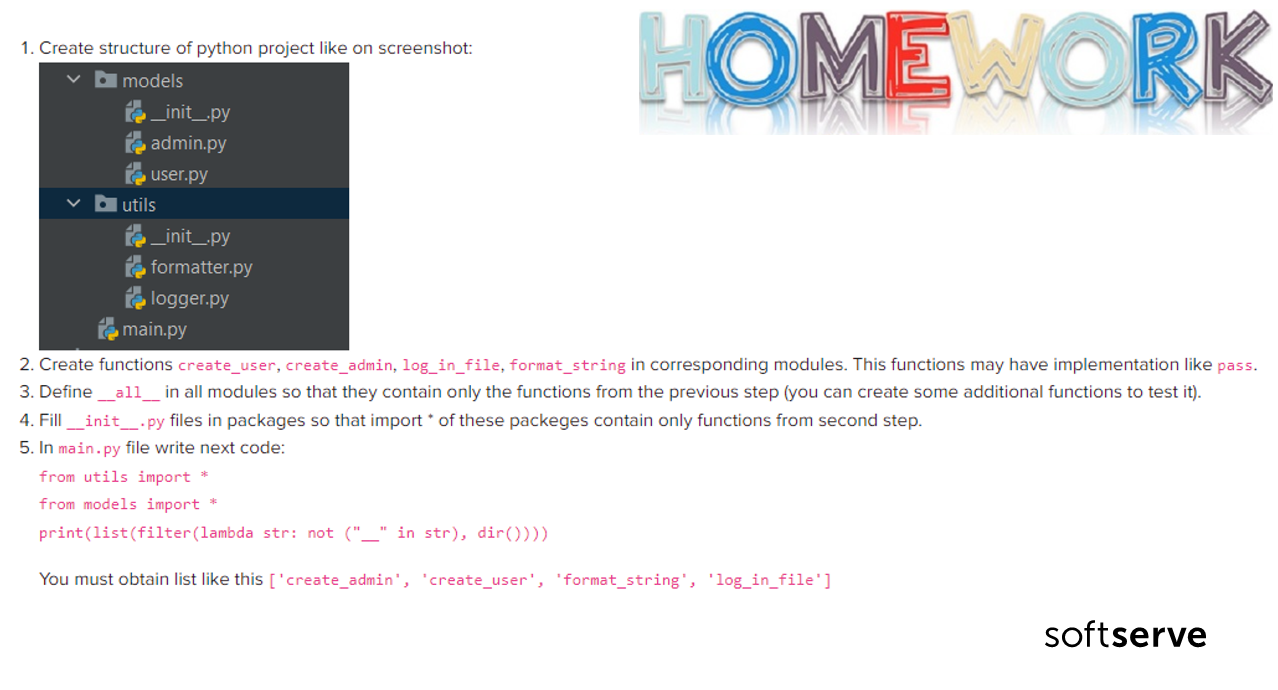 HOMEWORK
1. Create structure of python project like on screenshot:
models
__init__.py
admin.py
user.py
utils
__init__.py
formatter.py
logger.py
main.py
2. Create functions create_user, create_admin, log_in_file, format_string in corresponding modules. This functions may have implementation like pass.
3. Define __all__ in all modules so that they contain only the functions from the previous step (you can create some additional functions to test it).
4. Fill __init__.py files in packages so that import * of these packeges contain only functions from second step.
5. In main.py file write next code:
from utils import *
from models import *
print(list(filter(lambda str: not ("__" in str), dir())))
You must obtain list like this ['create_admin', 'create_user', 'format_string', 'log_in_file']
softserve